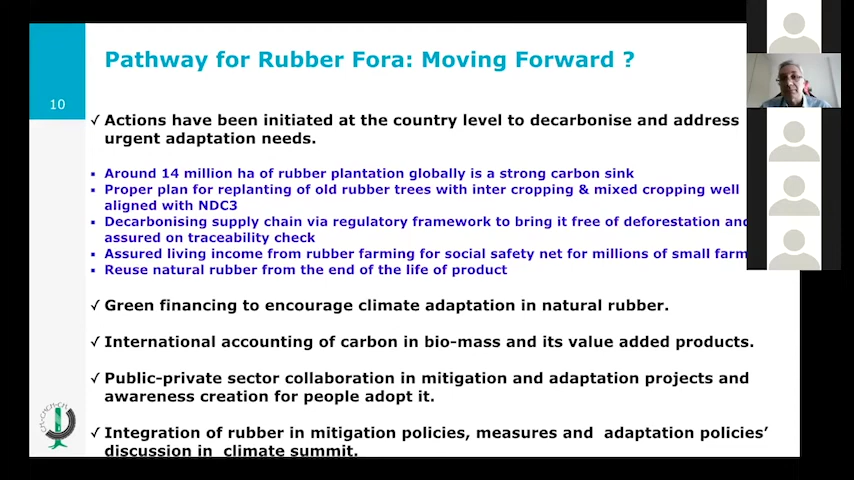 Pathway for Rubber Fora: Moving Forward ?
10
✓ Actions have been initiated at the country level to decarbonise and address
urgent adaptation needs.
▪ Around 14 million ha of rubber plantation globally is a strong carbon sink
▪ Proper plan for replanting of old rubber trees with inter cropping & mixed cropping well
aligned with NDC3
▪ Decarbonising supply chain via regulatory framework to bring it free of deforestation and
assured on traceability check
▪ Assured living income from rubber farming for social safety net for millions of small farm
▪ Reuse natural rubber from the end of the life of product
✓ Green financing to encourage climate adaptation in natural rubber.
✓ International accounting of carbon in bio-mass and its value added products.
✓ Public-private sector collaboration in mitigation and adaptation projects and
awareness creation for people adopt it.
✓ Integration of rubber in mitigation policies, measures and adaptation policies'
discussion in climate summit.